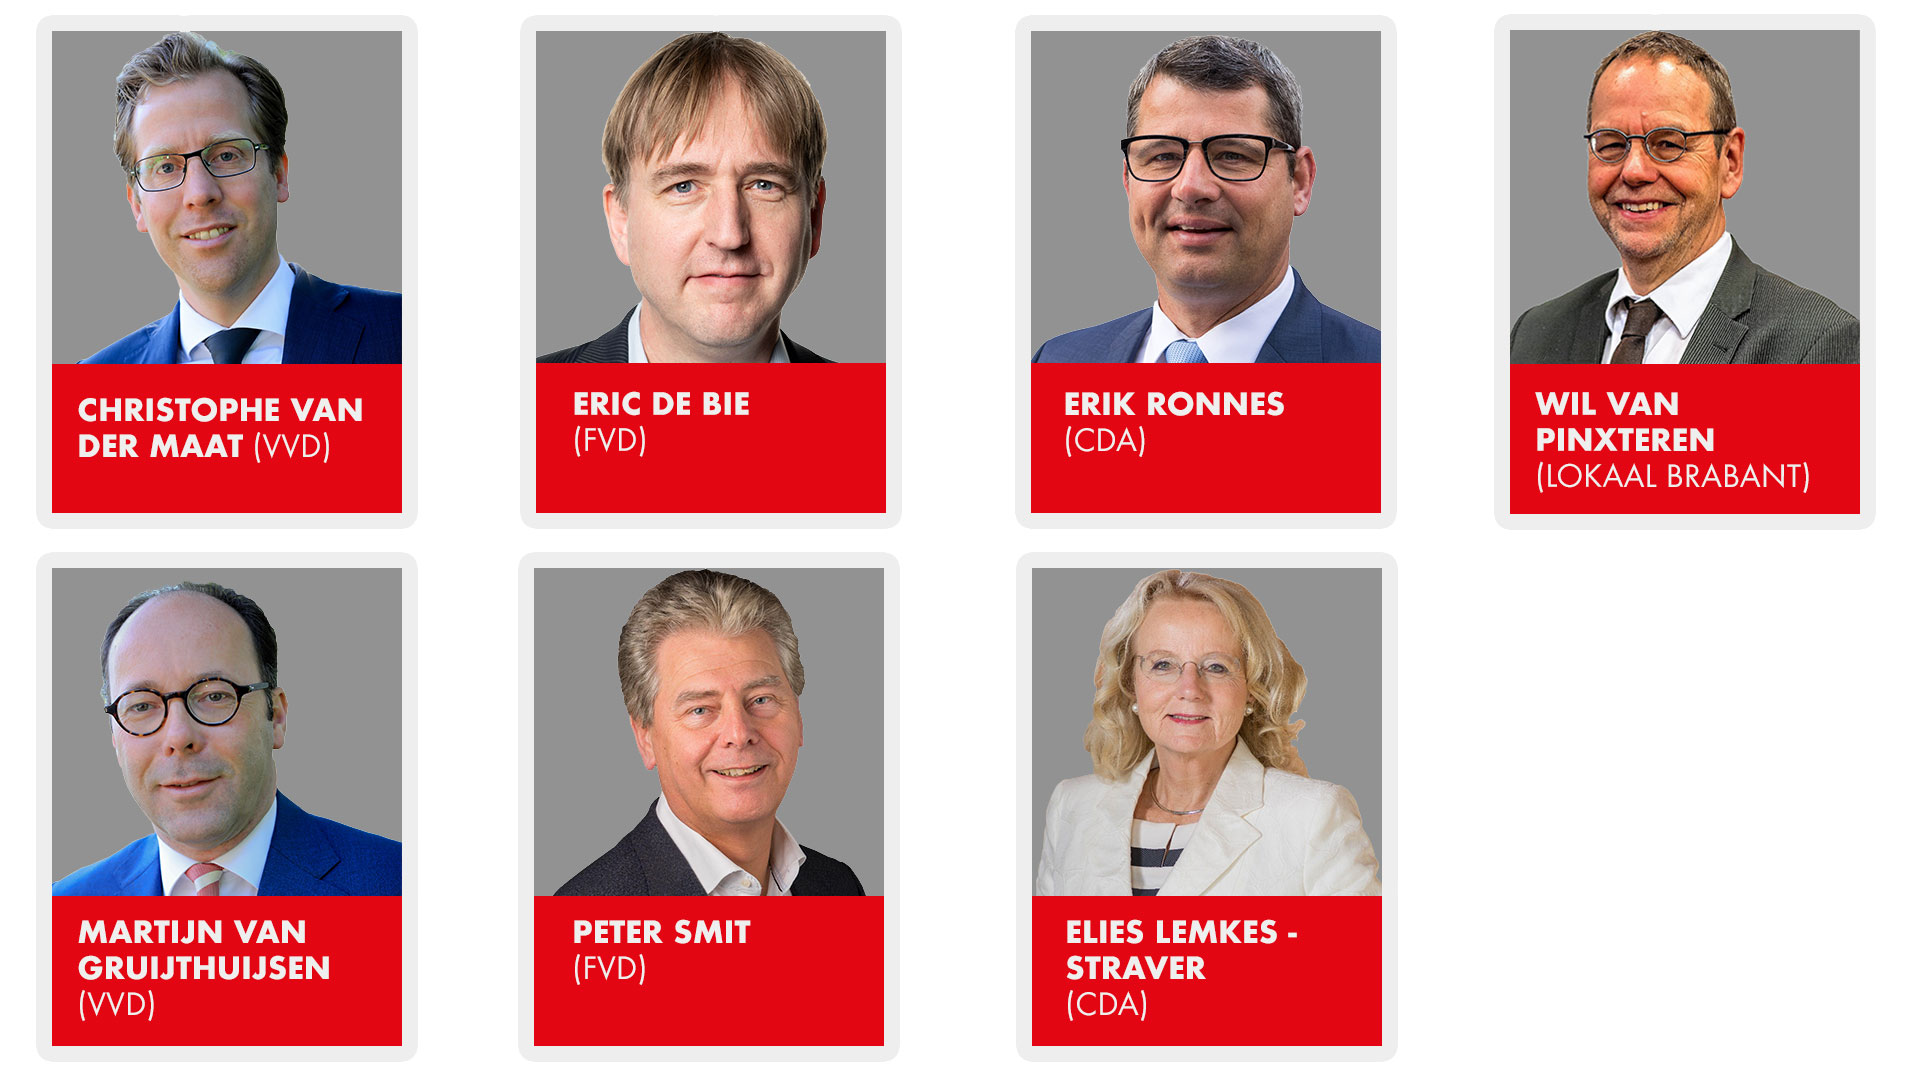 CHRISTOPHE VAN
DER MAAT (VVD)
ERIC DE BIE
(FVD)
ERIK RONNES
(CDA)
WIL VAN
PINXTEREN
(LOKAAL BRABANT)
MARTIJN VAN
GRUIJTHUIJSEN
(VVD)
PETER SMIT
(FVD)
ELIES LEMKES -
STRAVER
(CDA)